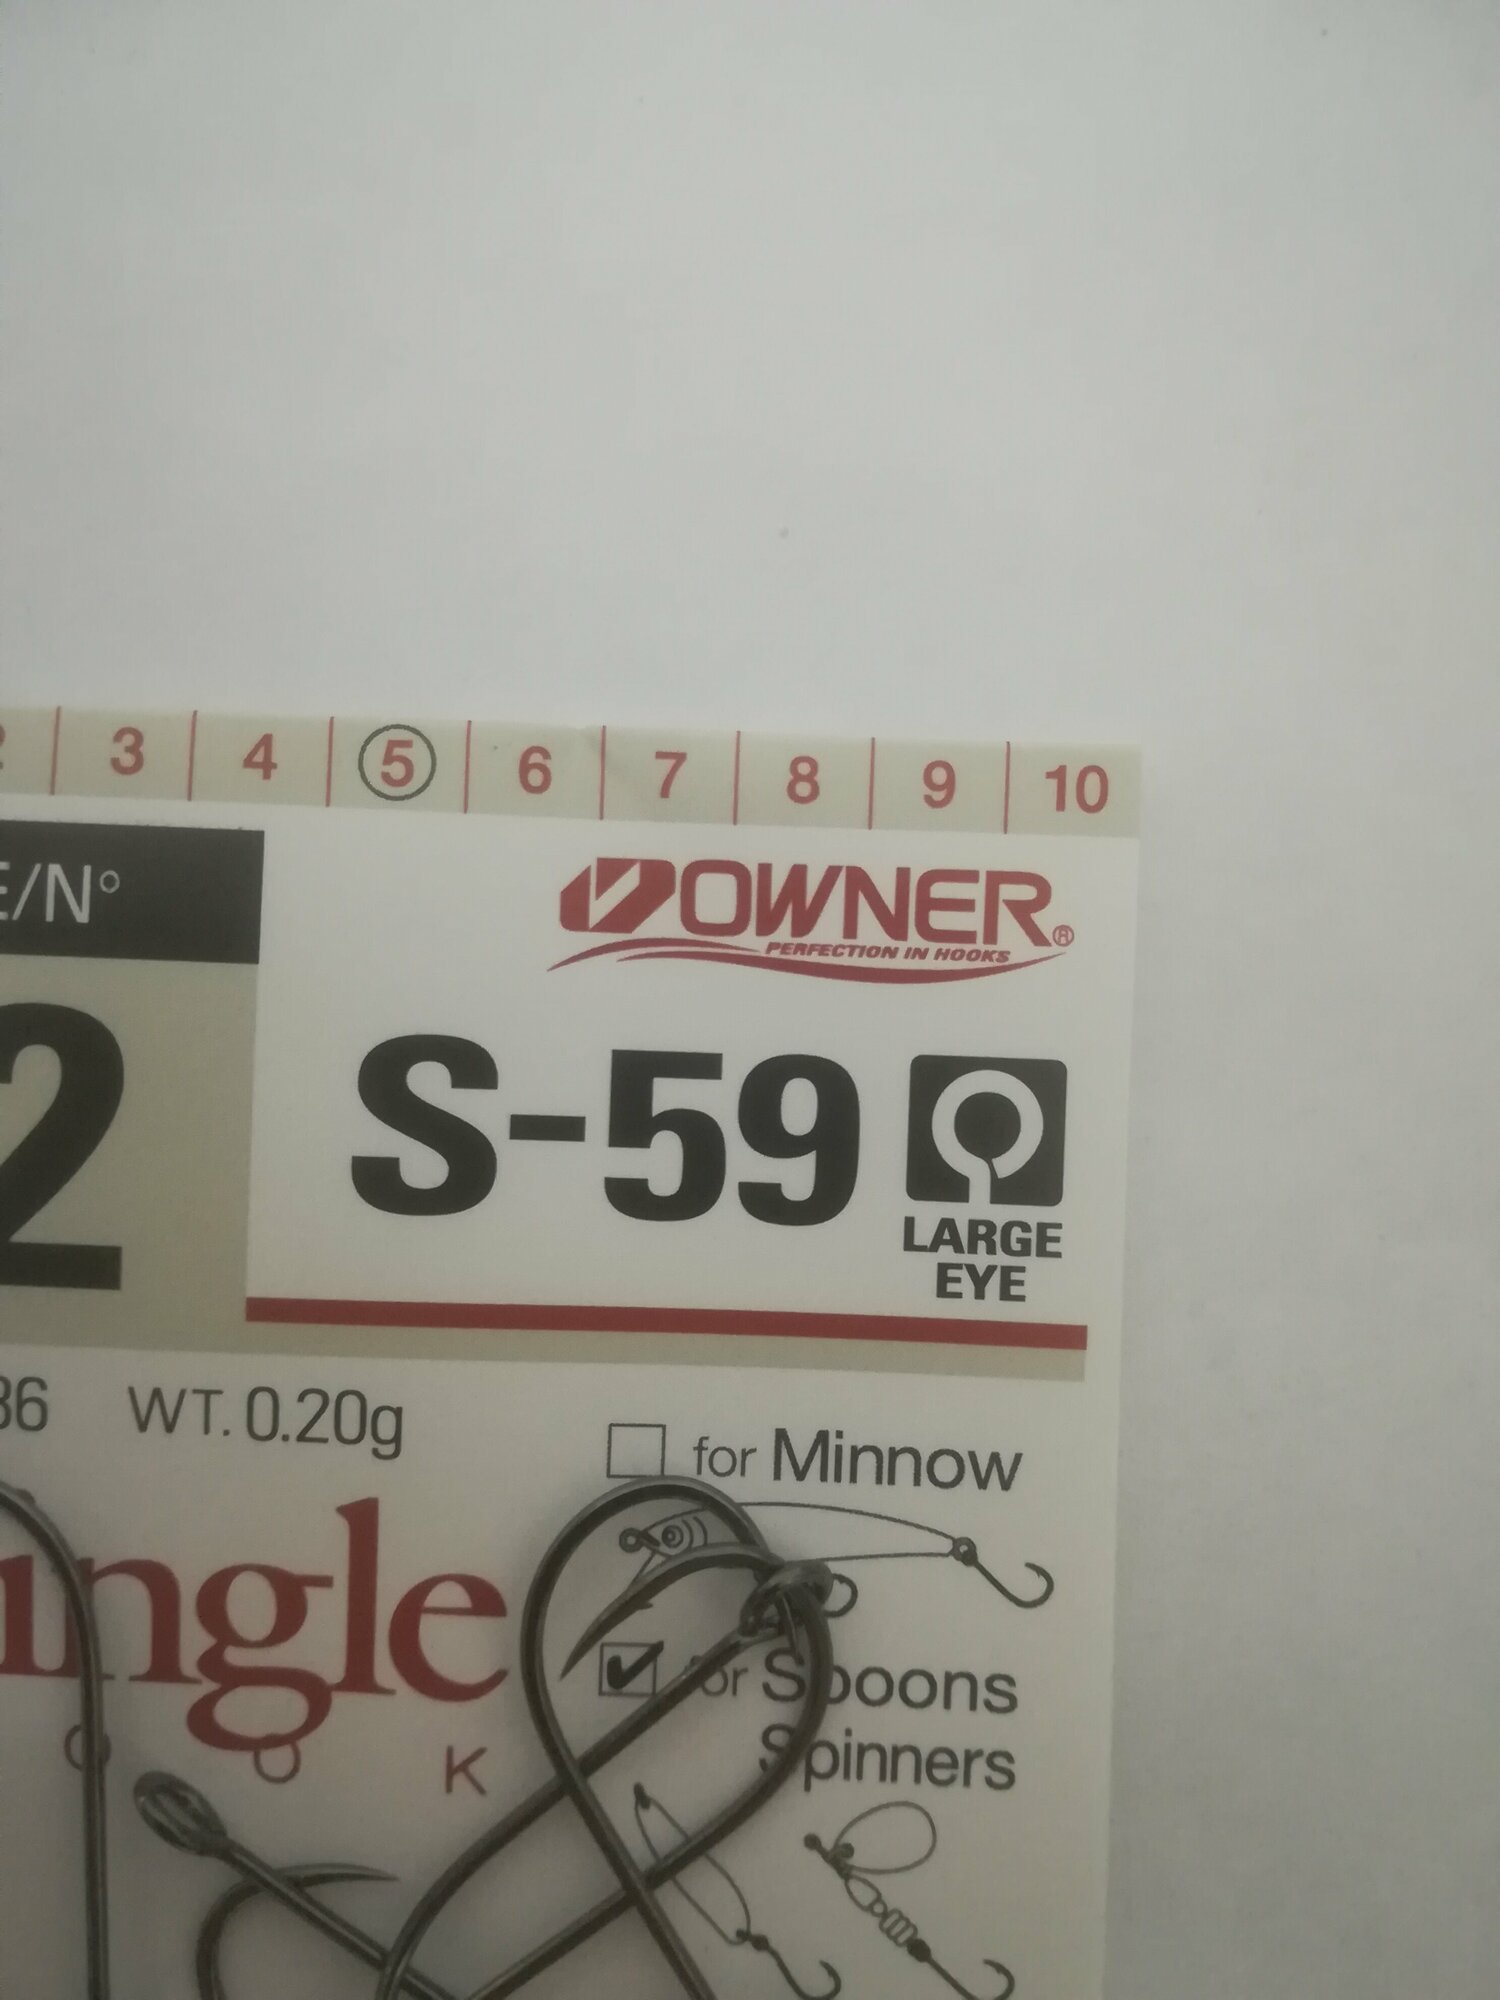 3 4 5 6 7 8 9 10
E/N°
OWNER®
PERFECTION IN HOOKS
2
S-59
LARGE
EYE
36 WT. 0.20g
for Minnow
ingle
for Spoons
Spinners
K